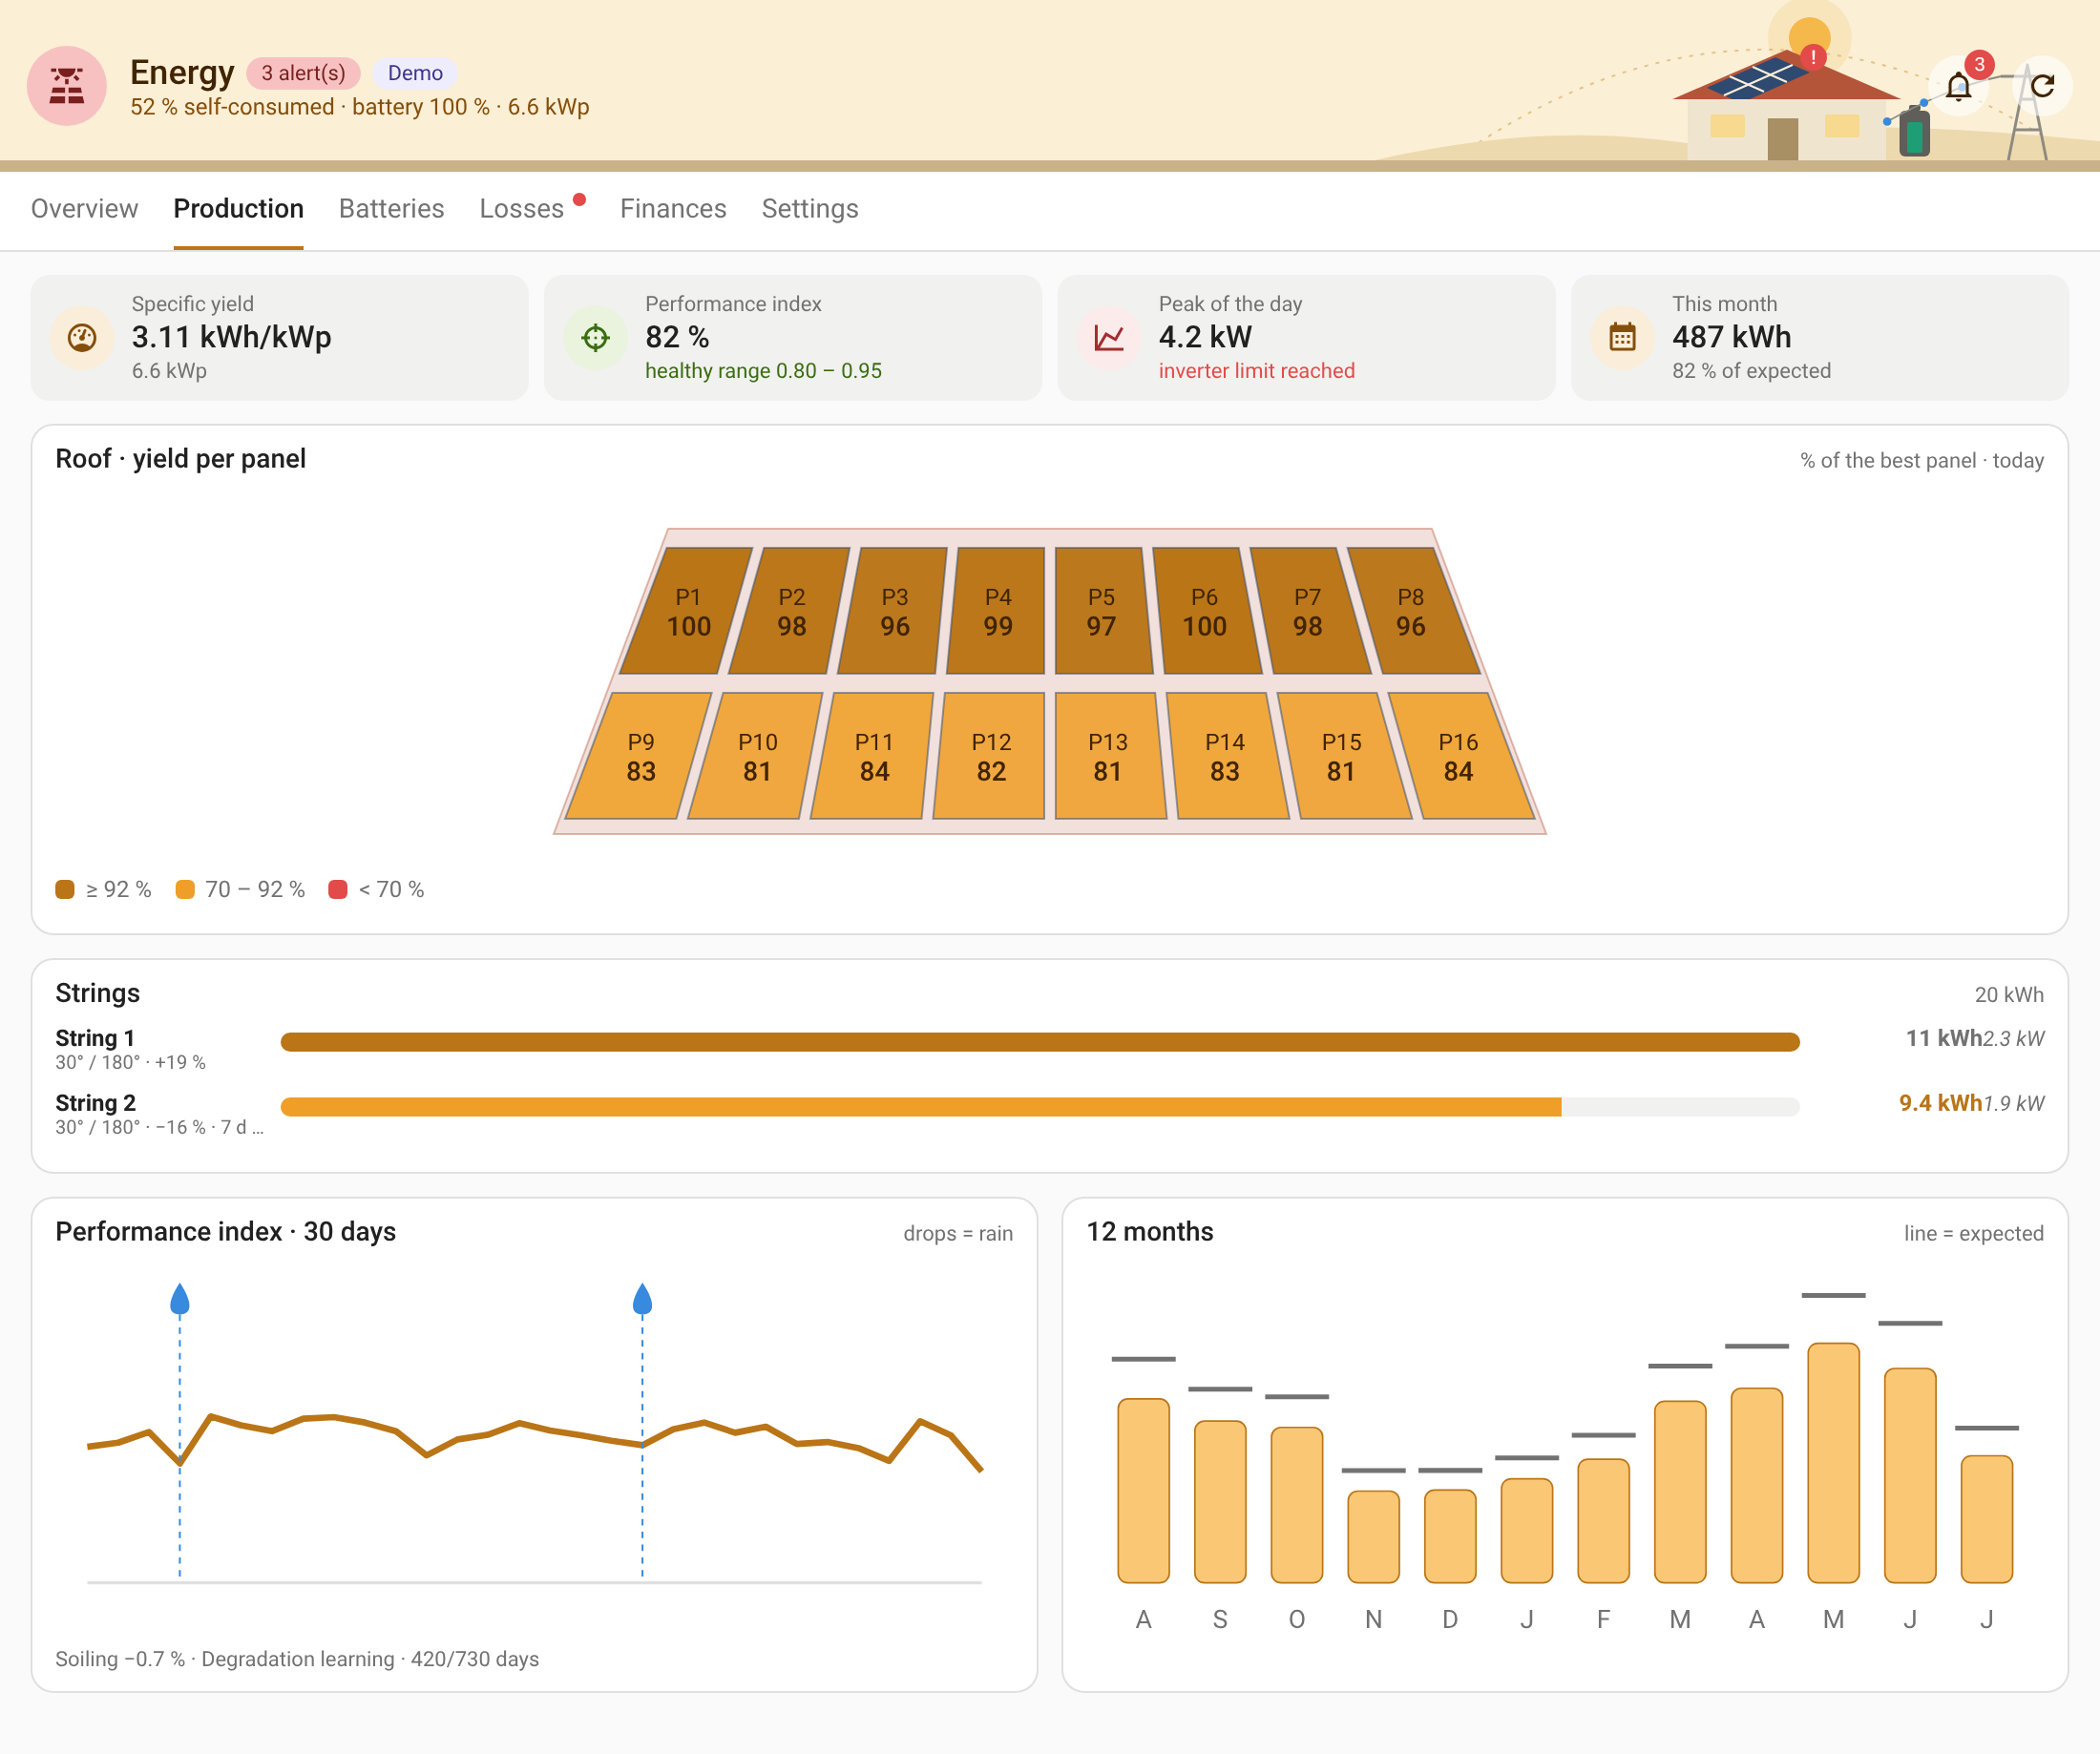 Energy 3 alert(s) Demo
52 % self-consumed · battery 100 % · 6.6 kWp
!
3
Overview Production Batteries Losses Finances Settings
Specific yield
3.11 kWh/kWp
6.6 kWp
Performance index
82 %
healthy range 0.80 – 0.95
Peak of the day
4.2 kW
inverter limit reached
This month
487 kWh
82 % of expected
Roof · yield per panel
% of the best panel · today
P1 P2 P3 P4 P5 P6 P7 P8
100 98 96 99 97 100 98 96
P9 P10 P11 P12 P13 P14 P15 P16
83 81 84 82 81 83 81 84
≥ 92 % 70 – 92 % < 70 %
Strings
20 kWh
String 1
30° / 180° · +19 %
11 kWh2.3 kW
String 2
30° / 180° · −16 % · 7 d ...
9.4 kWh1.9 kW
Performance index · 30 days
drops = rain
Soiling −0.7 % · Degradation learning · 420/730 days
12 months
line = expected
A S O N D J F M A M J J